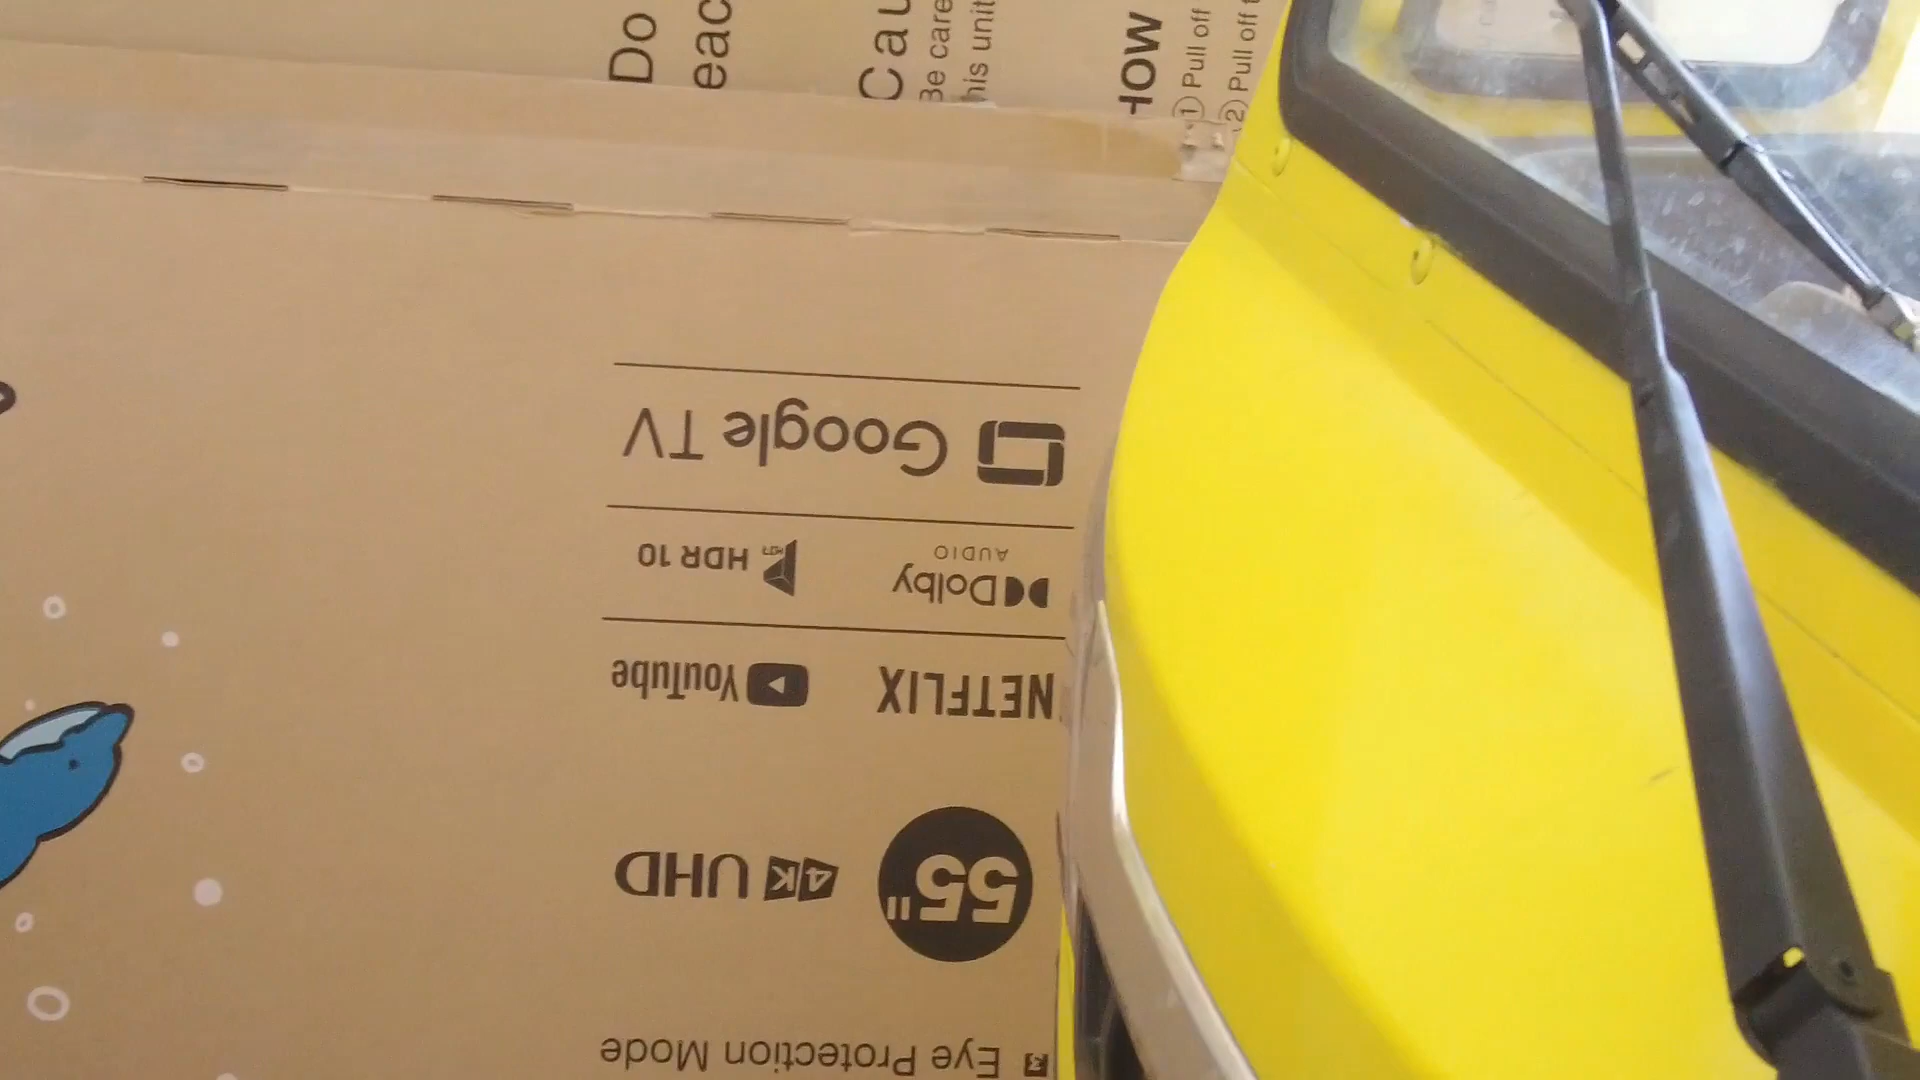 Eye Protection Mode
55" 4K UHD
NETFLIX YouTube
Dolby AUDIO HDR 10
Google TV
Do
eac
Cau
Be care
his unit
HOW
① Pull off
② Pull off t